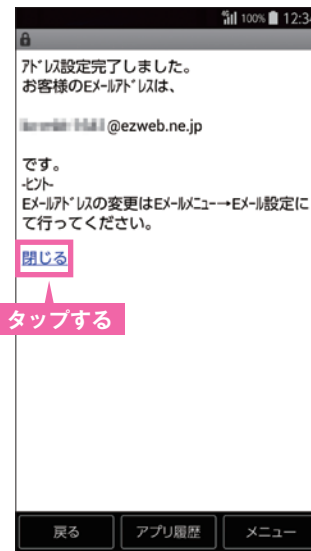 4G 100% 12:34
ｱﾄﾞﾚｽ設定完了しました。
お客様のEﾒｰﾙｱﾄﾞﾚｽは、
@ezweb.ne.jp
です。
-ﾋﾝﾄ-
Eﾒｰﾙｱﾄﾞﾚｽの変更はEﾒｰﾙﾒﾆｭｰ→Eﾒｰﾙ設定に
て行ってください。
閉じる
タップする
戻る アプリ履歴 メニュー